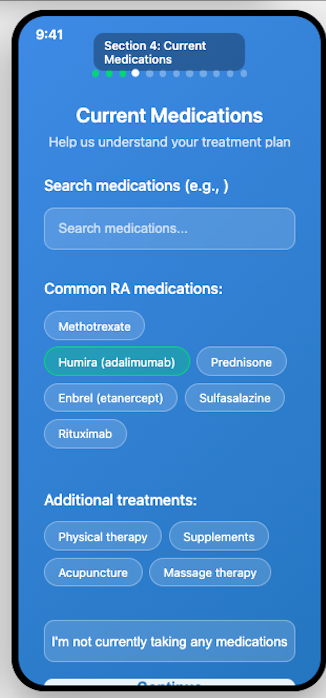 9:41
Section 4: Current
Medications
Current Medications
Help us understand your treatment plan
Search medications (e.g., )
Search medications...
Common RA medications:
Methotrexate
Humira (adalimumab) Prednisone
Enbrel (etanercept) Sulfasalazine
Rituximab
Additional treatments:
Physical therapy Supplements
Acupuncture Massage therapy
I'm not currently taking any medications
Continue